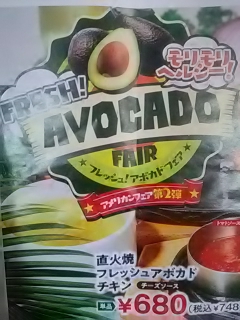 FRESH!
モリモリ
ヘルシー!
AVOCADO
FAIR
フレッシュ!アボカドフェア
★アメリカンフェア第2弾★
直火焼
フレッシュアボカド
チキン チーズソース
単品 ¥680(税込¥748